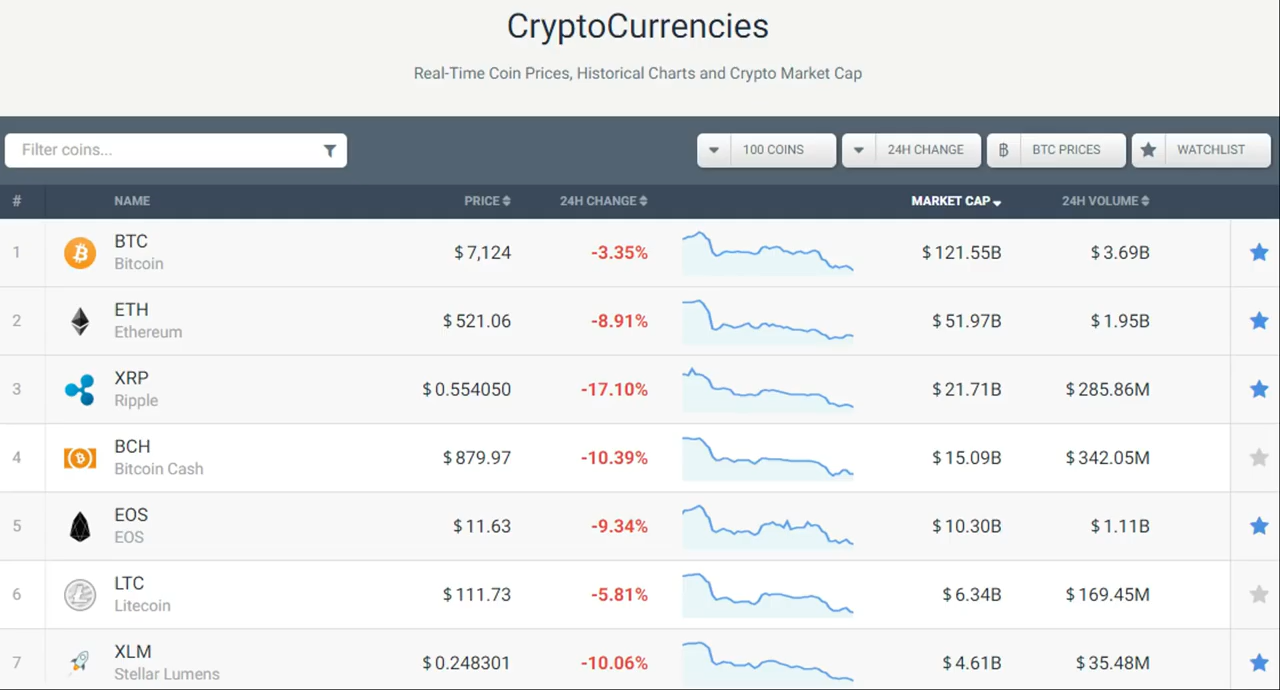 CryptoCurrencies
Real-Time Coin Prices, Historical Charts and Crypto Market Cap
Filter coins... 100 COINS 24H CHANGE BTC PRICES WATCHLIST
# NAME PRICE 24H CHANGE MARKET CAP 24H VOLUME
1 BTC Bitcoin $ 7,124 -3.35% $ 121.55B $ 3.69B
2 ETH Ethereum $ 521.06 -8.91% $ 51.97B $ 1.95B
3 XRP Ripple $ 0.554050 -17.10% $ 21.71B $ 285.86M
4 BCH Bitcoin Cash $ 879.97 -10.39% $ 15.09B $ 342.05M
5 EOS EOS $ 11.63 -9.34% $ 10.30B $ 1.11B
6 LTC Litecoin $ 111.73 -5.81% $ 6.34B $ 169.45M
7 XLM Stellar Lumens $ 0.248301 -10.06% $ 4.61B $ 35.48M